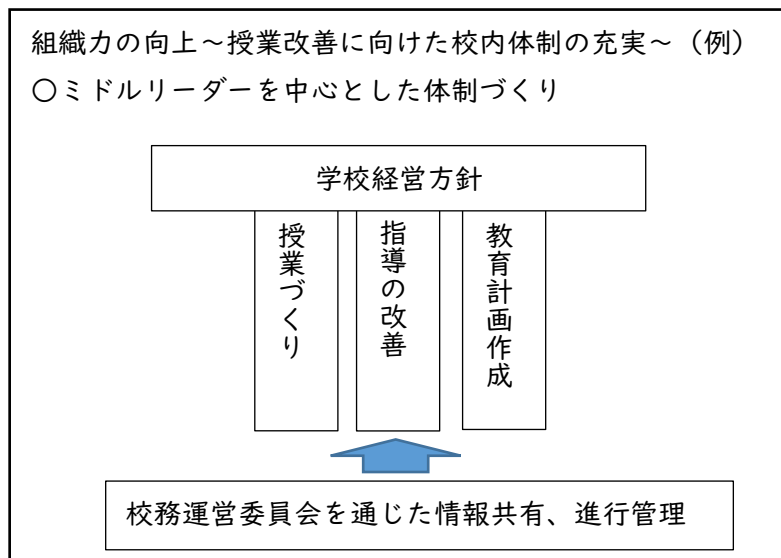 組織力の向上～授業改善に向けた校内体制の充実～（例）
〇ミドルリーダーを中心とした体制づくり
学校経営方針
授業づくり
指導の改善
教育計画作成
校務運営委員会を通じた情報共有、進行管理